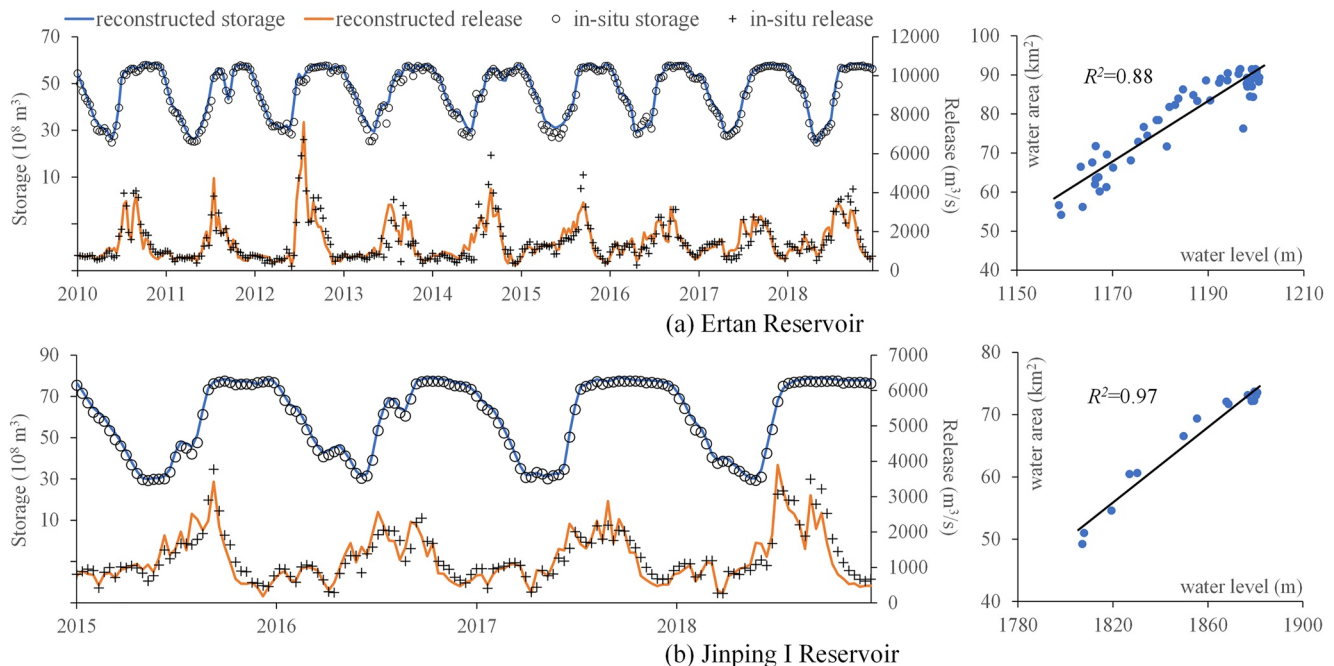 reconstructed storage reconstructed release in-situ storage in-situ release
Storage (10⁸ m³)
70
50
30
10
12000
10000
8000
6000
4000
2000
0
Release (m³/s)
2010 2011 2012 2013 2014 2015 2016 2017 2018
water area (km²)
100
90
80
70
60
50
40
R²=0.88
water level (m)
1150 1170 1190 1210
(a) Ertan Reservoir
Storage (10⁸ m³)
90
70
50
30
10
7000
6000
5000
4000
3000
2000
1000
0
Release (m³/s)
2015 2016 2017 2018
water area (km²)
80
70
60
50
40
R²=0.97
water level (m)
1780 1820 1860 1900
(b) Jinping I Reservoir